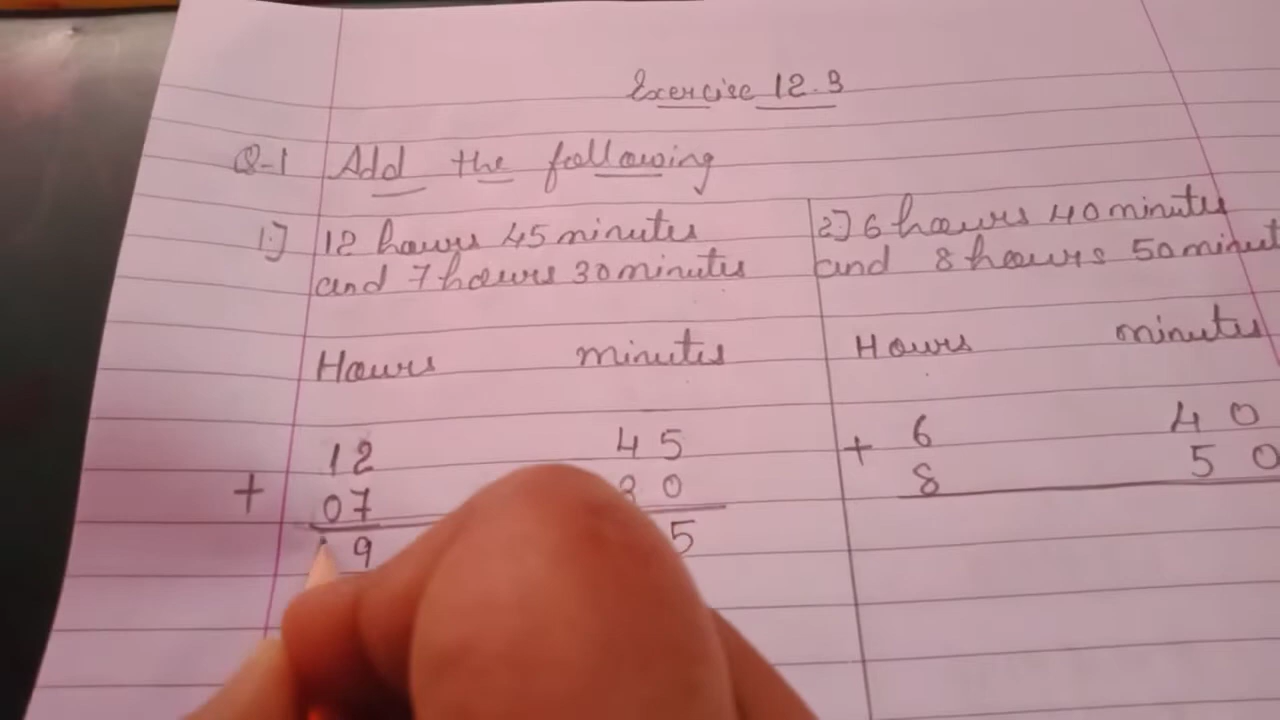 Exercise 12.3
Q-1 Add the following
1.) 12 hours 45 minutes
and 7 hours 30 minutes
2.) 6 hours 40 minutes
and 8 hours 50 minut
Hours minutes
12 45
+ 07 30
9 5
Hours minutes
+ 6 40
8 50